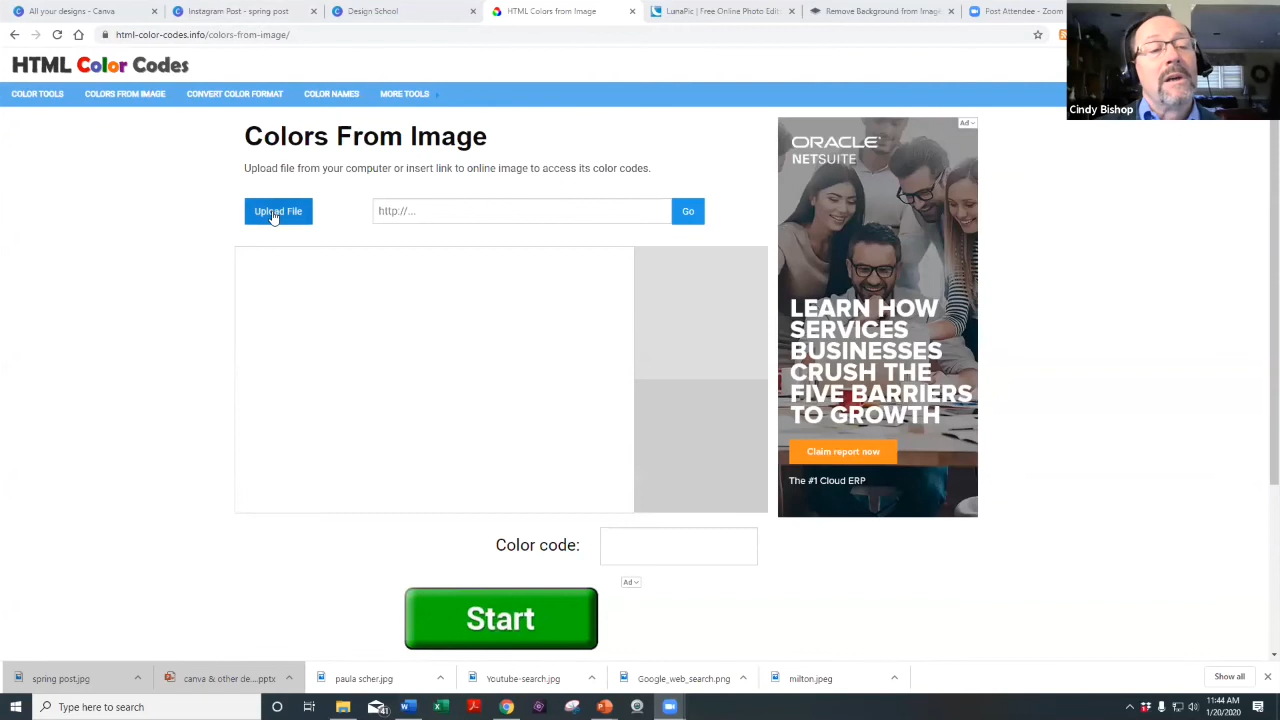 All your designs - Canva
Instagram Post - spring post
Design School
HTML Colors from Image
LunaPic | Free Online Photo Edit
Remove Background from Image
Post Attendee - Zoom
html-color-codes.info/colors-from-image/
HTML Color Codes
COLOR TOOLS
COLORS FROM IMAGE
CONVERT COLOR FORMAT
COLOR NAMES
MORE TOOLS
Cindy Bishop
Colors From Image
Upload file from your computer or insert link to online image to access its color codes.
Upload File
http://...
Go
Ad
ORACLE
NETSUITE
LEARN HOW
SERVICES
BUSINESSES
CRUSH THE
FIVE BARRIERS
TO GROWTH
Claim report now
The #1 Cloud ERP
Color code:
Ad
Start
spring post.jpg
canva & other de....pptx
paula scher.jpg
Youtube-search.jpg
Google_web_search.png
milton.jpeg
Show all
Type here to search
11:44 AM
1/20/2020